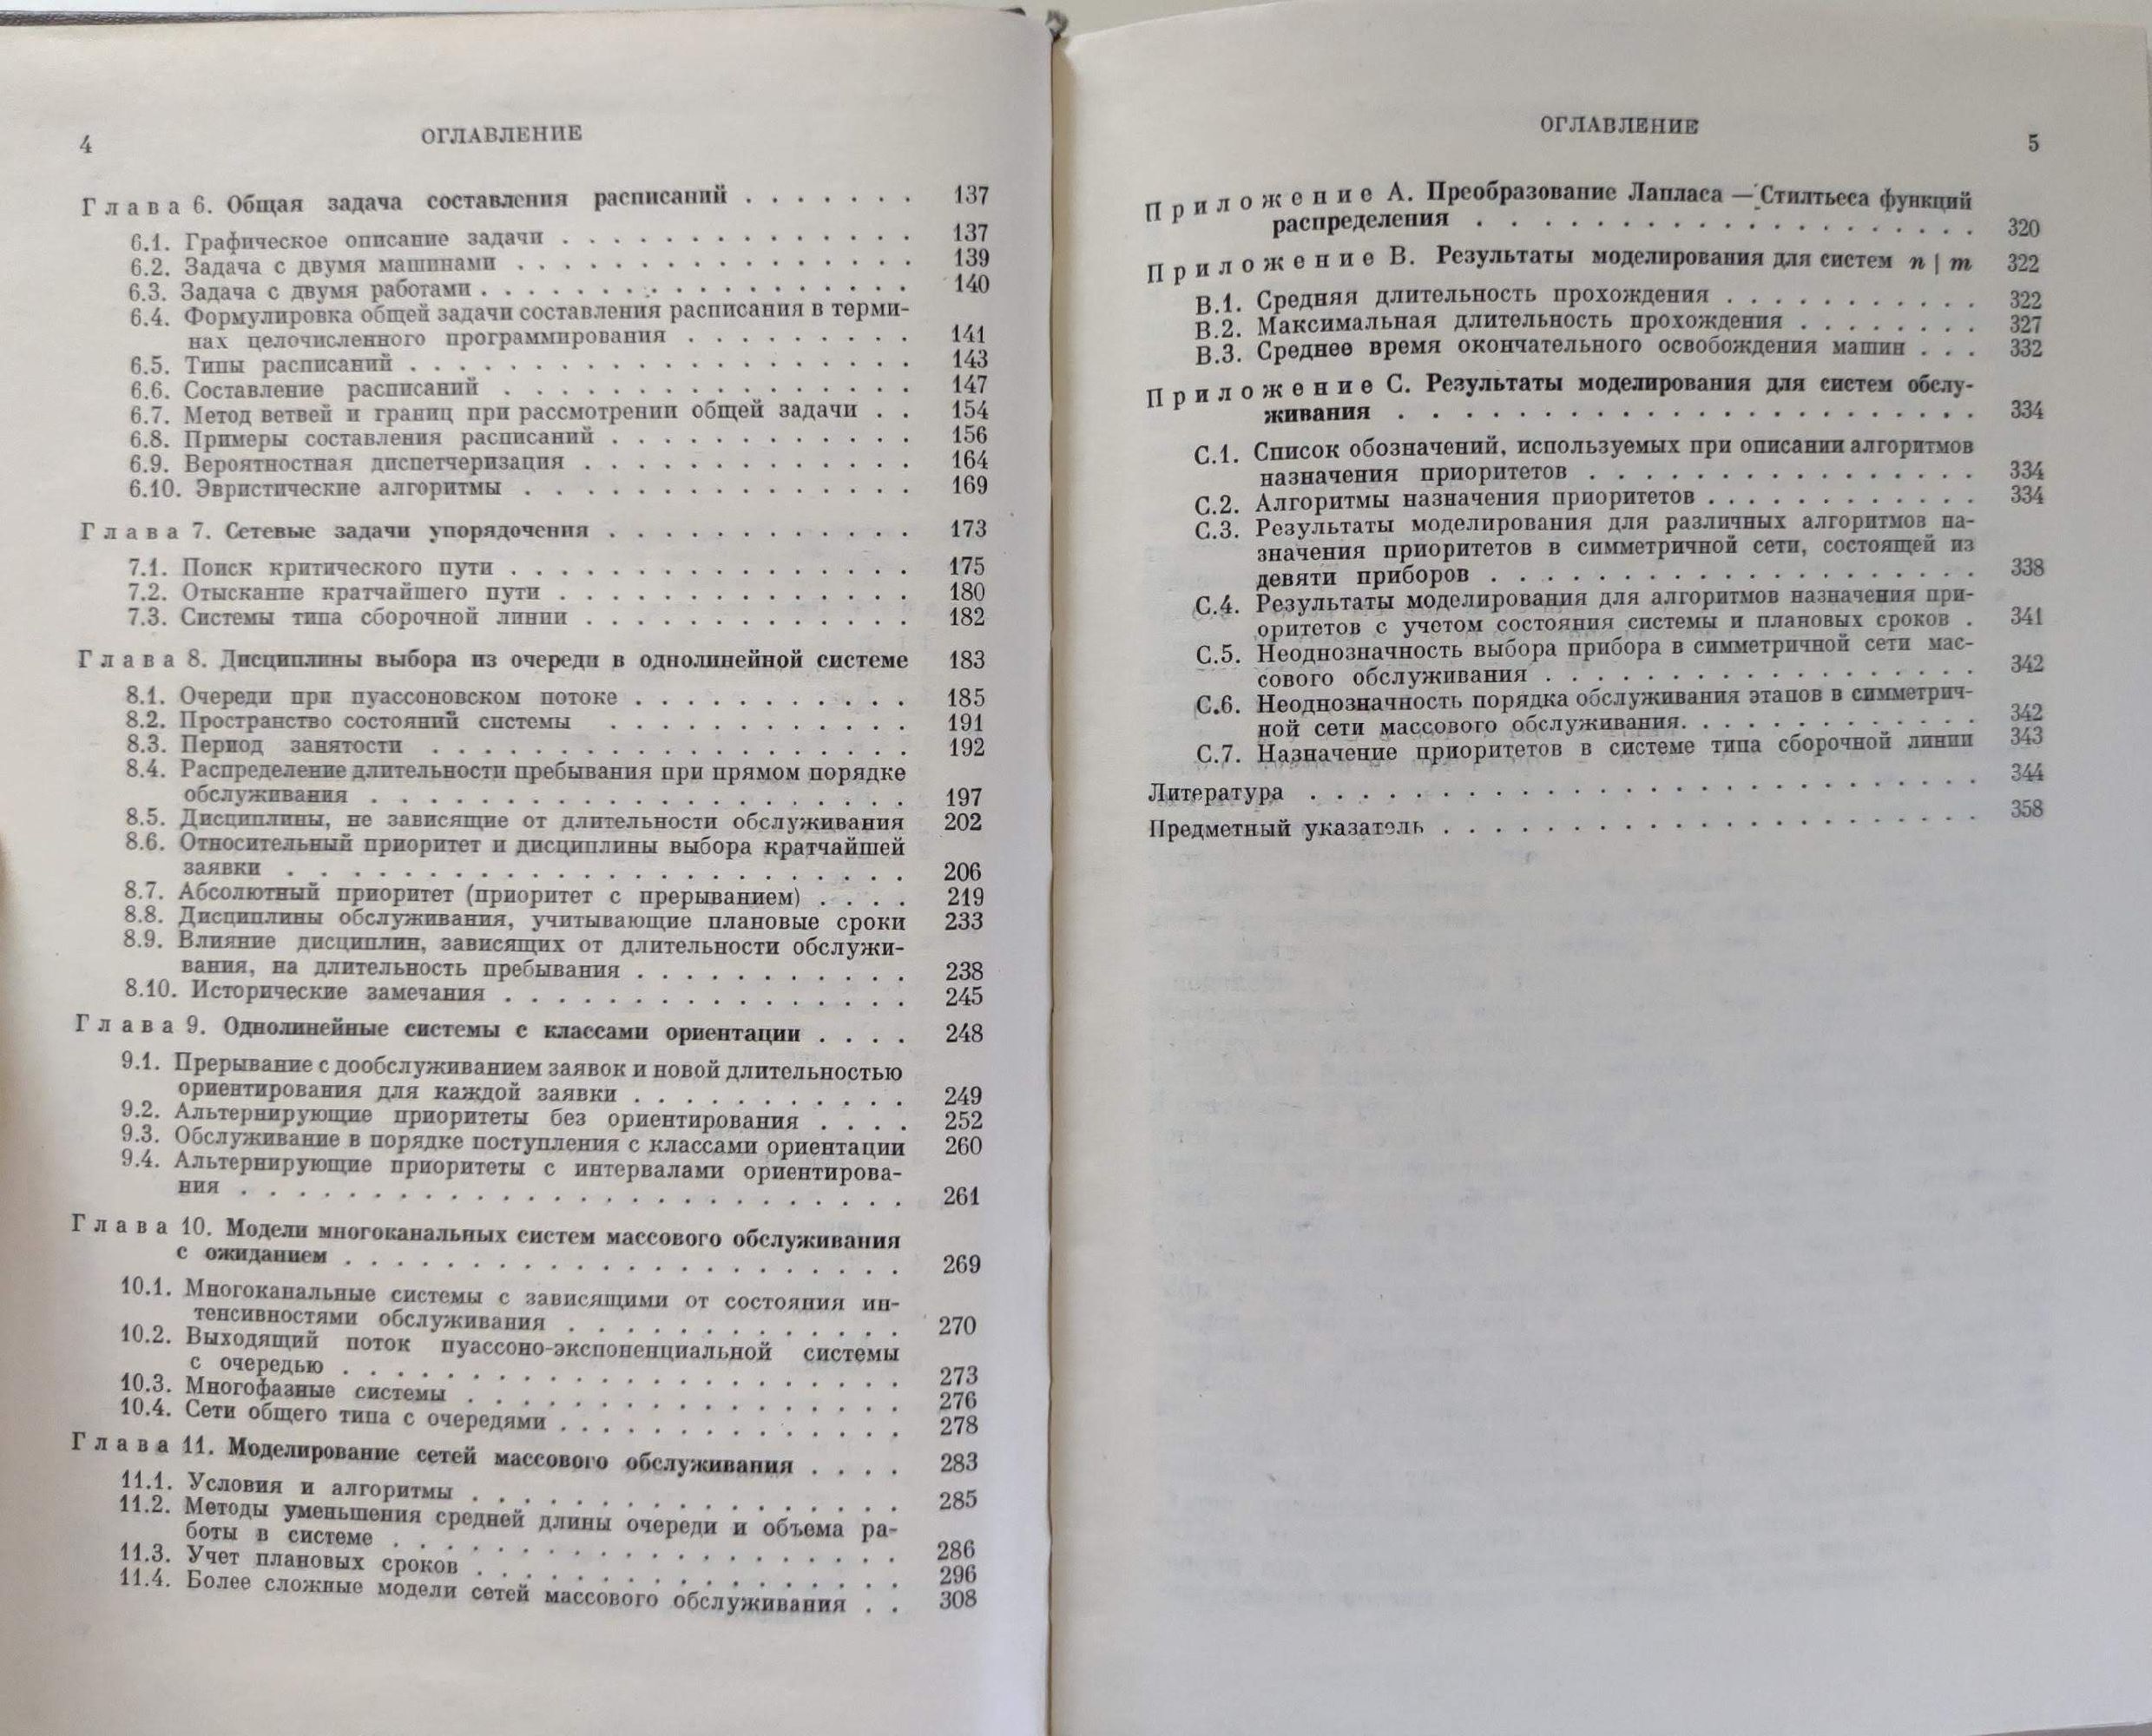 4
ОГЛАВЛЕНИЕ
Глава 6. Общая задача составления расписаний . . . . . . . 137
6.1. Графическое описание задачи . . . . . . . . . . . . . . 137
6.2. Задача с двумя машинами . . . . . . . . . . . . . . . 139
6.3. Задача с двумя работами . . . . . . . . . . . . . . . . 140
6.4. Формулировка общей задачи составления расписания в терми-
нах целочисленного программирования . . . . . . . . . 141
6.5. Типы расписаний . . . . . . . . . . . . . . . . . . . 143
6.6. Составление расписаний . . . . . . . . . . . . . . . . 147
6.7. Метод ветвей и границ при рассмотрении общей задачи . . 154
6.8. Примеры составления расписаний . . . . . . . . . . . . 156
6.9. Вероятностная диспетчеризация . . . . . . . . . . . . . 164
6.10. Эвристические алгоритмы . . . . . . . . . . . . . . . 169
Глава 7. Сетевые задачи упорядочения . . . . . . . . . . . . 173
7.1. Поиск критического пути . . . . . . . . . . . . . . . . 175
7.2. Отыскание кратчайшего пути . . . . . . . . . . . . . . 180
7.3. Системы типа сборочной линии . . . . . . . . . . . . . 182
Глава 8. Дисциплины выбора из очереди в однолинейной системе 183
8.1. Очереди при пуассоновском потоке . . . . . . . . . . . 185
8.2. Пространство состояний системы . . . . . . . . . . . . 191
8.3. Период занятости . . . . . . . . . . . . . . . . . . . 192
8.4. Распределение длительности пребывания при прямом порядке
обслуживания . . . . . . . . . . . . . . . . . . . . . 197
8.5. Дисциплины, не зависящие от длительности обслуживания 202
8.6. Относительный приоритет и дисциплины выбора кратчайшей
заявки . . . . . . . . . . . . . . . . . . . . . . . . 206
8.7. Абсолютный приоритет (приоритет с прерыванием) . . . . 219
8.8. Дисциплины обслуживания, учитывающие плановые сроки 233
8.9. Влияние дисциплин, зависящих от длительности обслужи-
вания, на длительность пребывания . . . . . . . . . . . 238
8.10. Исторические замечания . . . . . . . . . . . . . . . . 245
Глава 9. Однолинейные системы с классами ориентации . . . . 248
9.1. Прерывание с дообслуживанием заявок и новой длительностью
ориентирования для каждой заявки . . . . . . . . . . . 249
9.2. Альтернирующие приоритеты без ориентирования . . . . 252
9.3. Обслуживание в порядке поступления с классами ориентации 260
9.4. Альтернирующие приоритеты с интервалами ориентирова-
ния . . . . . . . . . . . . . . . . . . . . . . . . . . 261
Глава 10. Модели многоканальных систем массового обслуживания
с ожиданием . . . . . . . . . . . . . . . . . . . . . . 269
10.1. Многоканальные системы с зависящими от состояния ин-
тенсивностями обслуживания . . . . . . . . . . . . . 270
10.2. Выходящий поток пуассоно-экспоненциальной системы
с очередью . . . . . . . . . . . . . . . . . . . . . . 273
10.3. Многофазные системы . . . . . . . . . . . . . . . . . 276
10.4. Сети общего типа с очередями . . . . . . . . . . . . . 278
Глава 11. Моделирование сетей массового обслуживания . . . . 283
11.1. Условия и алгоритмы . . . . . . . . . . . . . . . . . 285
11.2. Методы уменьшения средней длины очереди и объема ра-
боты в системе . . . . . . . . . . . . . . . . . . . . 286
11.3. Учет плановых сроков . . . . . . . . . . . . . . . . 296
11.4. Более сложные модели сетей массового обслуживания . . 308
ОГЛАВЛЕНИЕ
5
Приложение A. Преобразование Лапласа — Стилтьеса функций
распределения . . . . . . . . . . . . . . . . . . . 320
Приложение B. Результаты моделирования для систем n | m 322
B.1. Средняя длительность прохождения . . . . . . . . . . 322
B.2. Максимальная длительность прохождения . . . . . . . . 327
B.3. Среднее время окончательного освобождения машин . . . 332
Приложение C. Результаты моделирования для систем обслу-
живания . . . . . . . . . . . . . . . . . . . . . . 334
C.1. Список обозначений, используемых при описании алгоритмов
назначения приоритетов . . . . . . . . . . . . . . . 334
C.2. Алгоритмы назначения приоритетов . . . . . . . . . . . 334
C.3. Результаты моделирования для различных алгоритмов на-
значения приоритетов в симметричной сети, состоящей из
девяти приборов . . . . . . . . . . . . . . . . . . . 338
C.4. Результаты моделирования для алгоритмов назначения при-
оритетов с учетом состояния системы и плановых сроков . 341
C.5. Неоднозначность выбора прибора в симметричной сети мас-
сового обслуживания . . . . . . . . . . . . . . . . . 342
C.6. Неоднозначность порядка обслуживания этапов в симметрич-
ной сети массового обслуживания. . . . . . . . . . . . 342
C.7. Назначение приоритетов в системе типа сборочной линии 343
Литература . . . . . . . . . . . . . . . . . . . . . . . . . 344
Предметный указатель . . . . . . . . . . . . . . . . . . . . 358